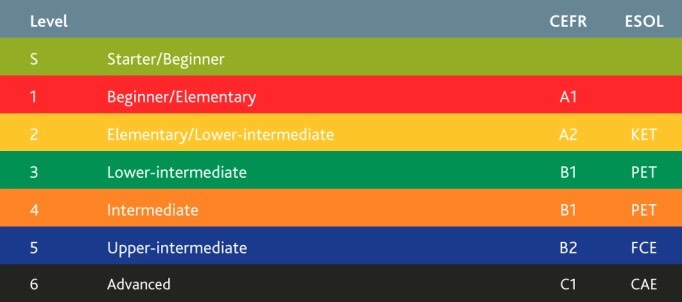 Level CEFR ESOL
S Starter/Beginner
1 Beginner/Elementary A1
2 Elementary/Lower-intermediate A2 KET
3 Lower-intermediate B1 PET
4 Intermediate B1 PET
5 Upper-intermediate B2 FCE
6 Advanced C1 CAE